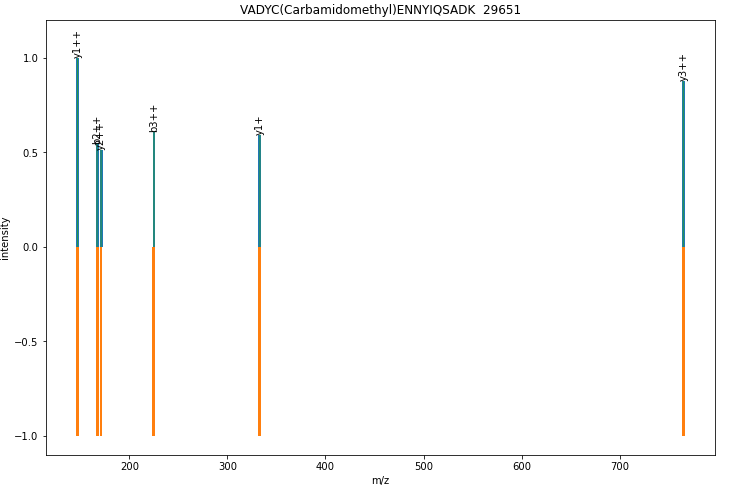 VADYC(Carbamidomethyl)ENNYIQSADK 29651
y1++
b2++
y2++
b3++
y1+
y3++
1.0
0.5
0.0
−0.5
−1.0
intensity
200
300
400
500
600
700
m/z